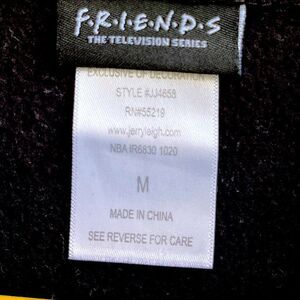 F·R·I·E·N·D·S
THE TELEVISION SERIES
EXCLUSIVE OF DECORATION
STYLE #JJ4658
RN#55219
www.jerryleigh.com
NBA IR6830 1020
M
MADE IN CHINA
SEE REVERSE FOR CARE